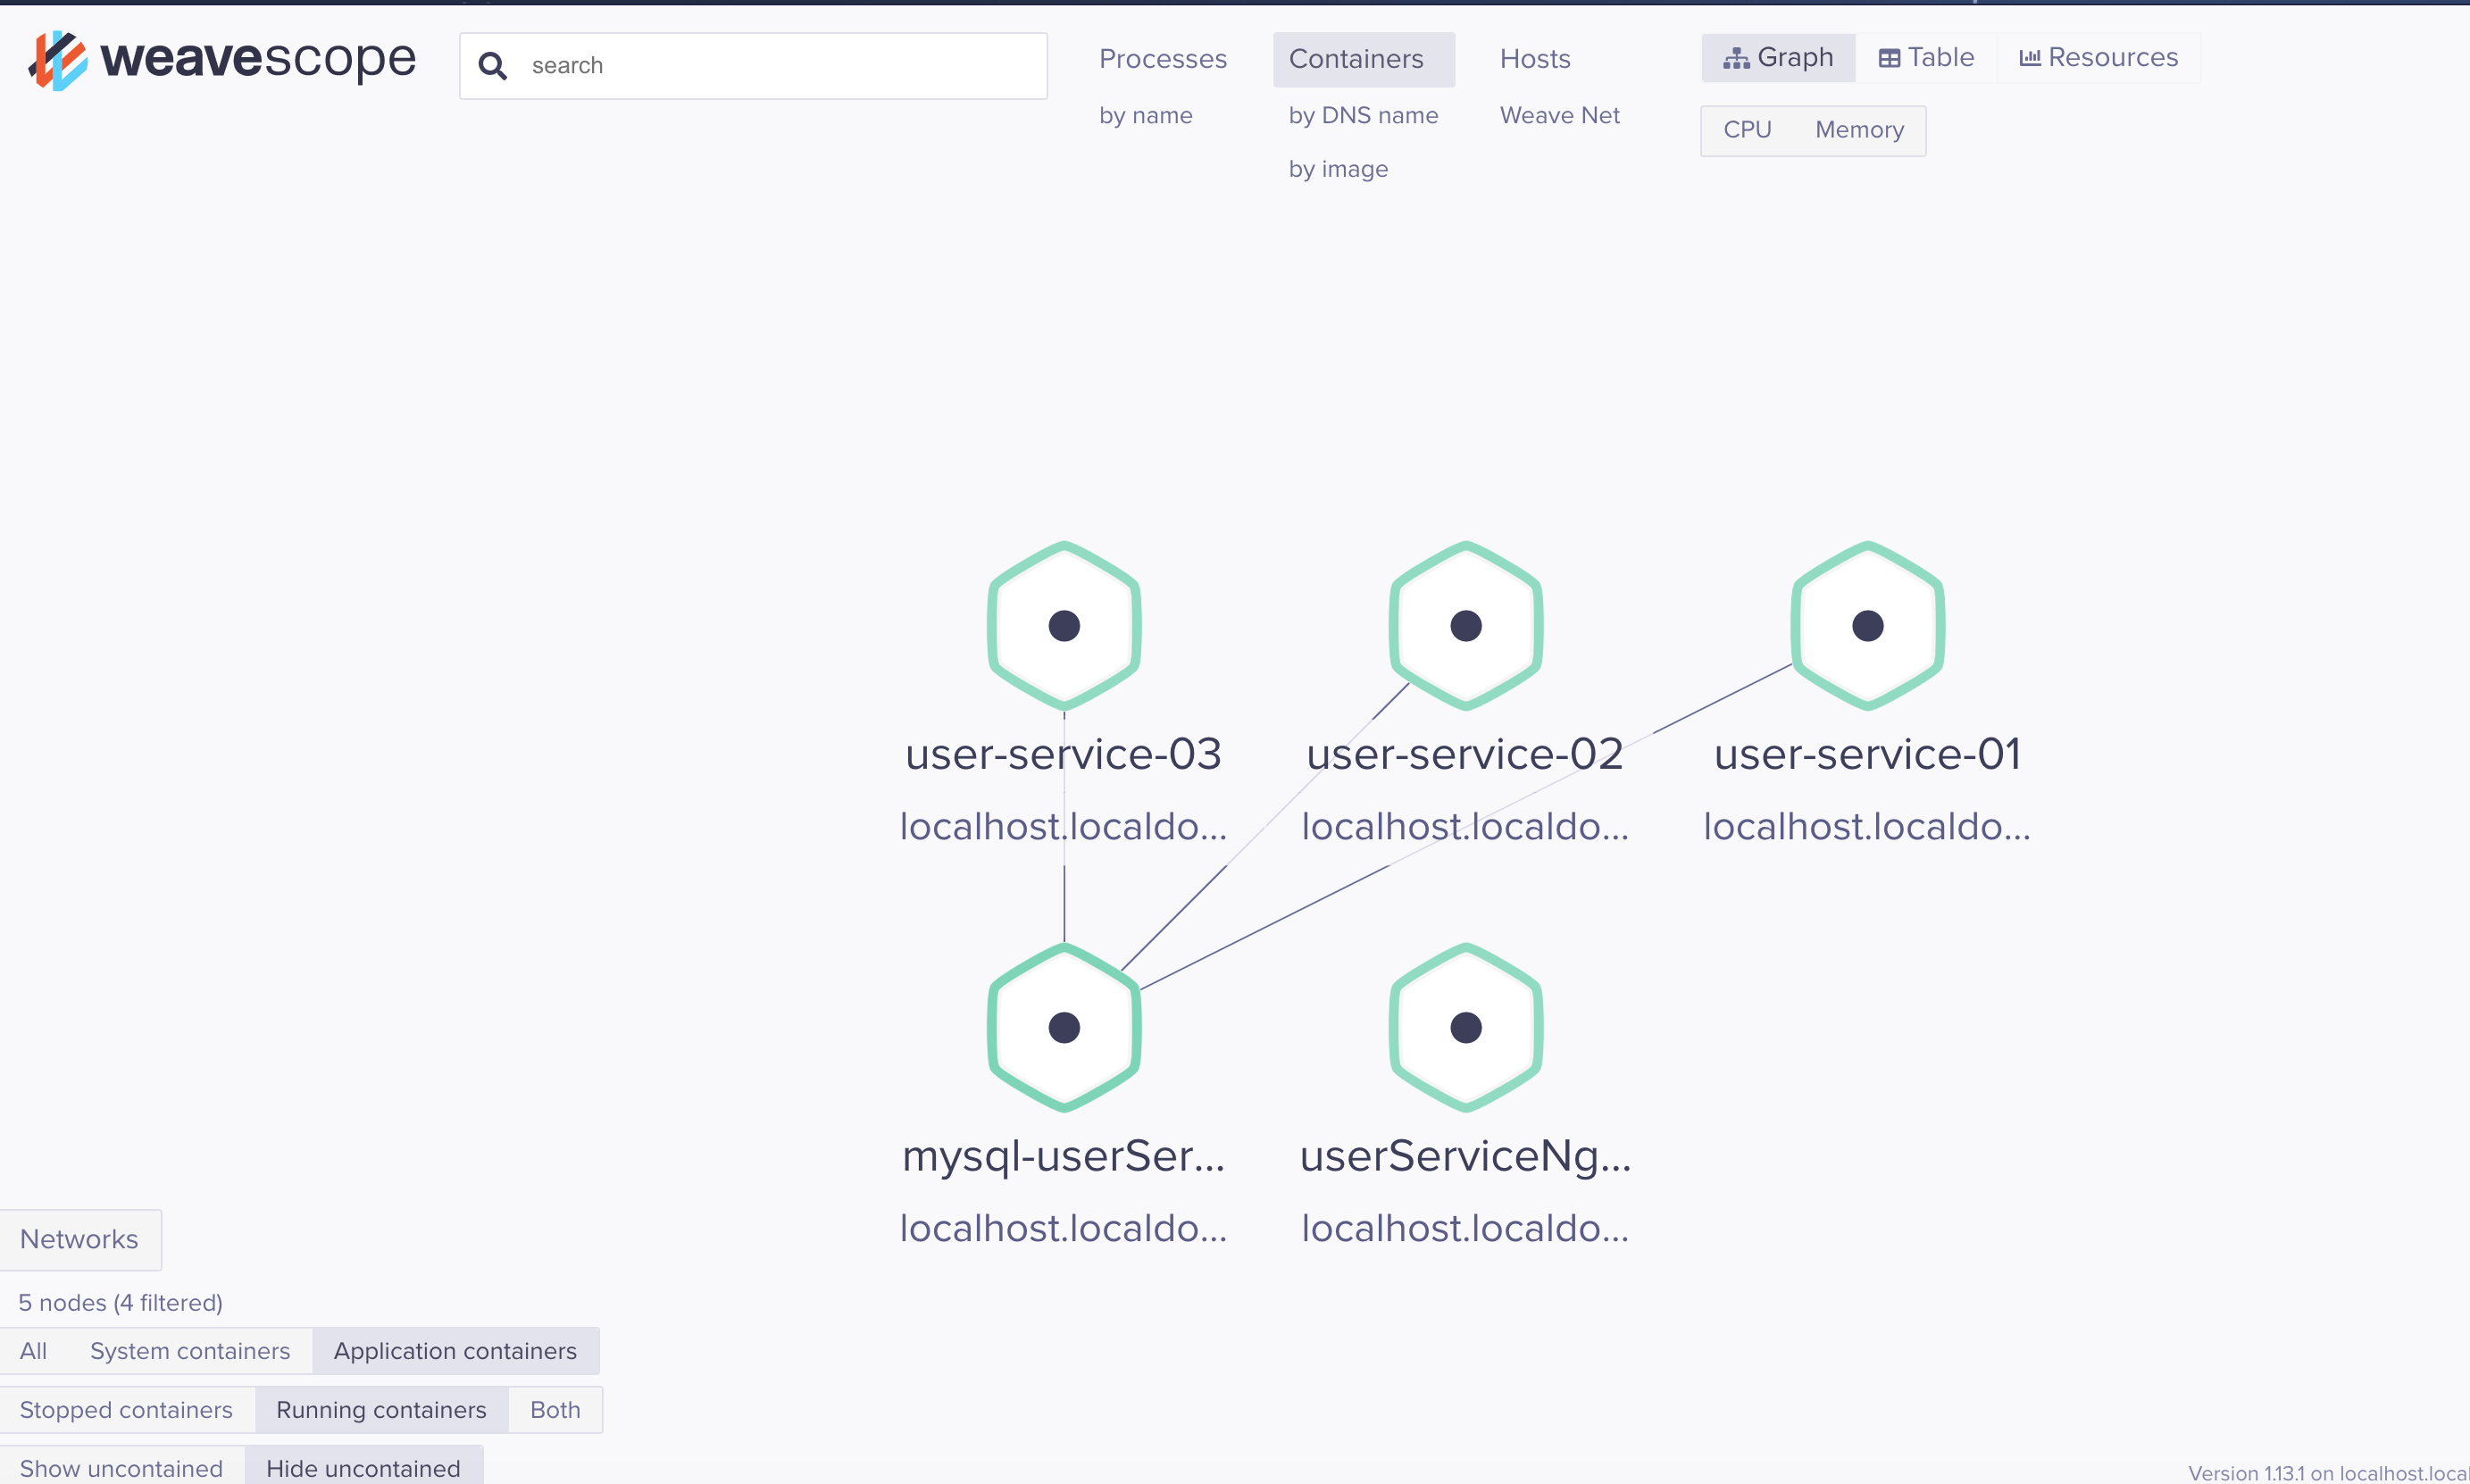 weavescope
search
Processes
by name
Containers
by DNS name
by image
Hosts
Weave Net
Graph
Table
Resources
CPU
Memory
user-service-03
localhost.localdo...
user-service-02
localhost.localdo...
user-service-01
localhost.localdo...
mysql-userSer...
localhost.localdo...
userServiceNg...
localhost.localdo...
Networks
5 nodes (4 filtered)
All System containers Application containers
Stopped containers Running containers Both
Show uncontained Hide uncontained
Version 1.13.1 on localhost.local